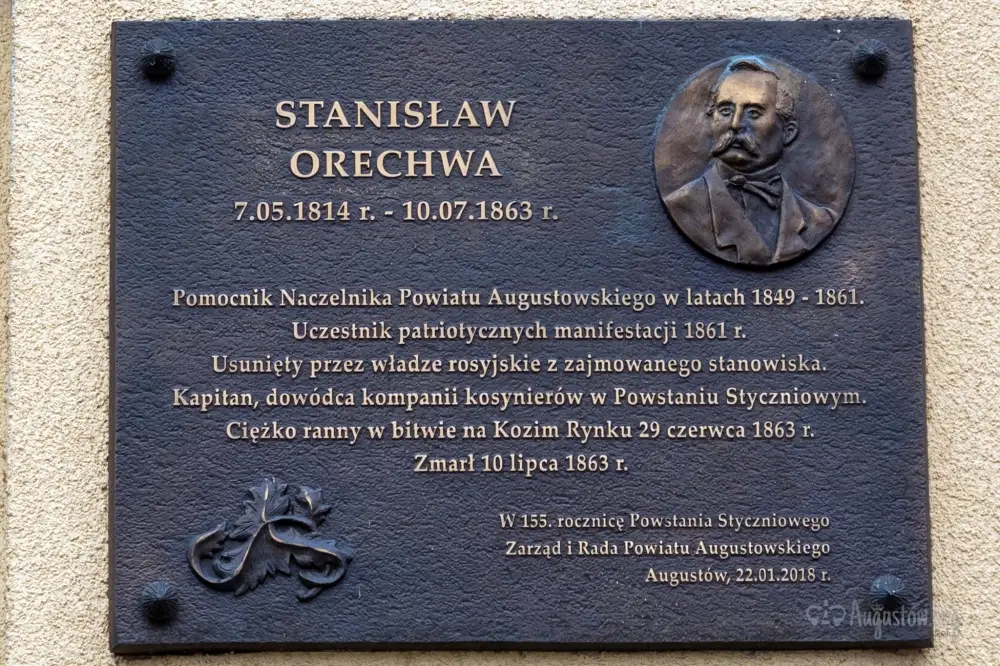 STANISŁAW
ORECHWA
7.05.1814 r. - 10.07.1863 r.
Pomocnik Naczelnika Powiatu Augustowskiego w latach 1849 - 1861.
Uczestnik patriotycznych manifestacji 1861 r.
Usunięty przez władze rosyjskie z zajmowanego stanowiska.
Kapitan, dowódca kompanii kosynierów w Powstaniu Styczniowym.
Ciężko ranny w bitwie na Kozim Rynku 29 czerwca 1863 r.
Zmarł 10 lipca 1863 r.
W 155. rocznicę Powstania Styczniowego
Zarząd i Rada Powiatu Augustowskiego
Augustów, 22.01.2018 r.
Augustów